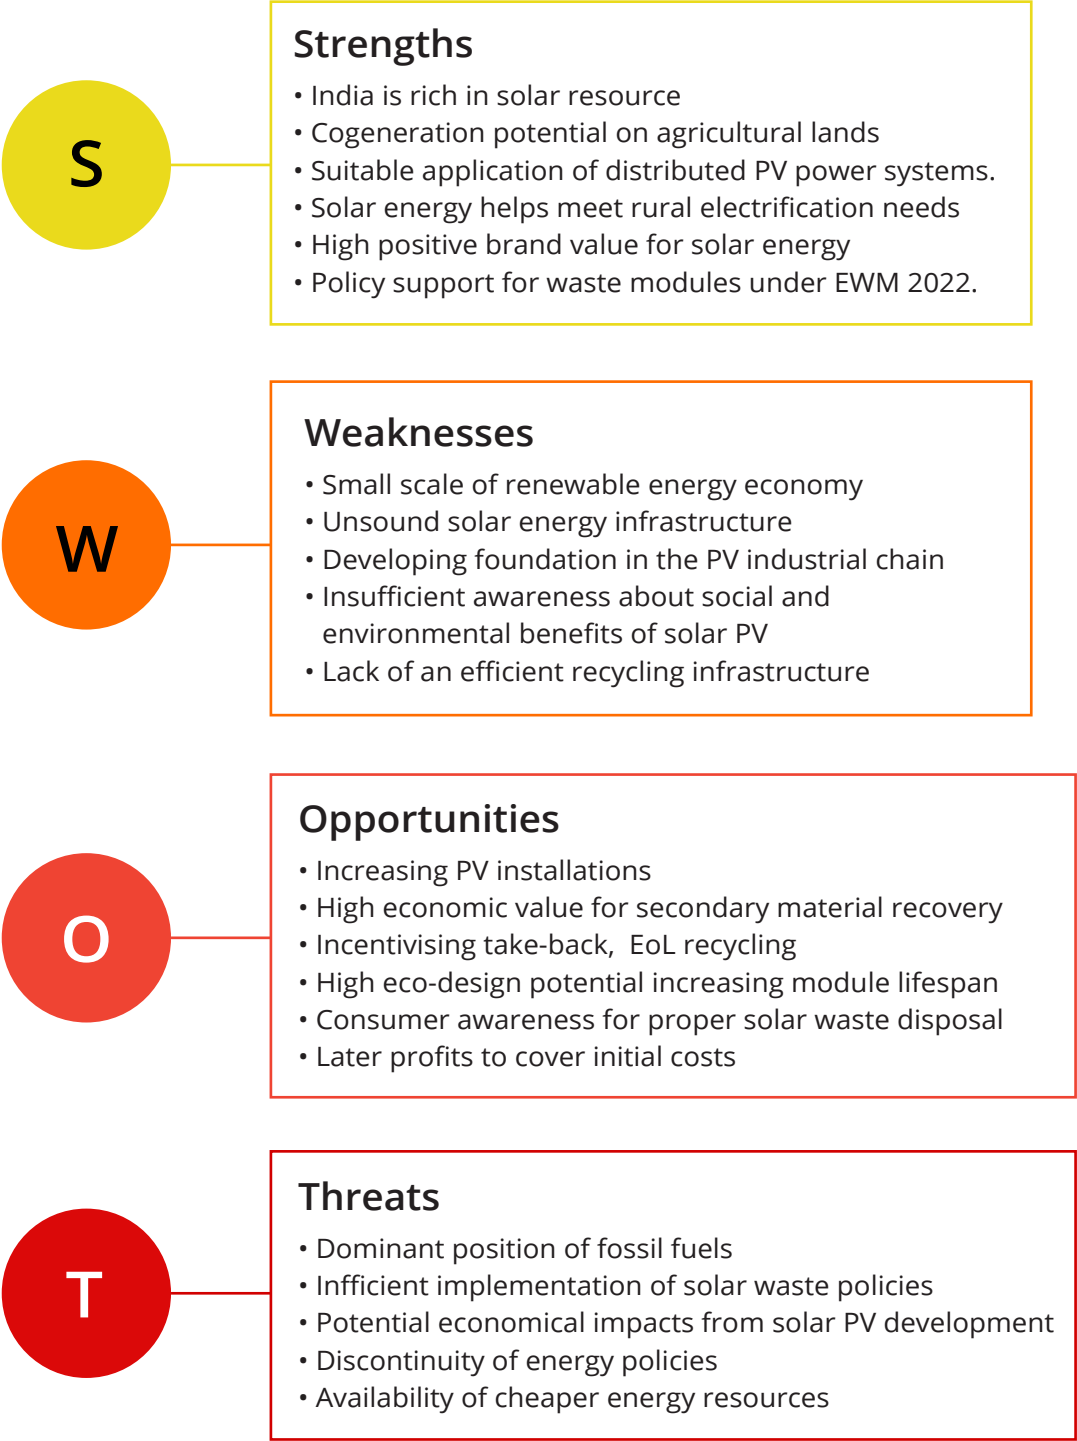 S
Strengths
• India is rich in solar resource
• Cogeneration potential on agricultural lands
• Suitable application of distributed PV power systems.
• Solar energy helps meet rural electrification needs
• High positive brand value for solar energy
• Policy support for waste modules under EWM 2022.
W
Weaknesses
• Small scale of renewable energy economy
• Unsound solar energy infrastructure
• Developing foundation in the PV industrial chain
• Insufficient awareness about social and
environmental benefits of solar PV
• Lack of an efficient recycling infrastructure
O
Opportunities
• Increasing PV installations
• High economic value for secondary material recovery
• Incentivising take-back,  EoL recycling
• High eco-design potential increasing module lifespan
• Consumer awareness for proper solar waste disposal
• Later profits to cover initial costs
T
Threats
• Dominant position of fossil fuels
• Infficient implementation of solar waste policies
• Potential economical impacts from solar PV development
• Discontinuity of energy policies
• Availability of cheaper energy resources